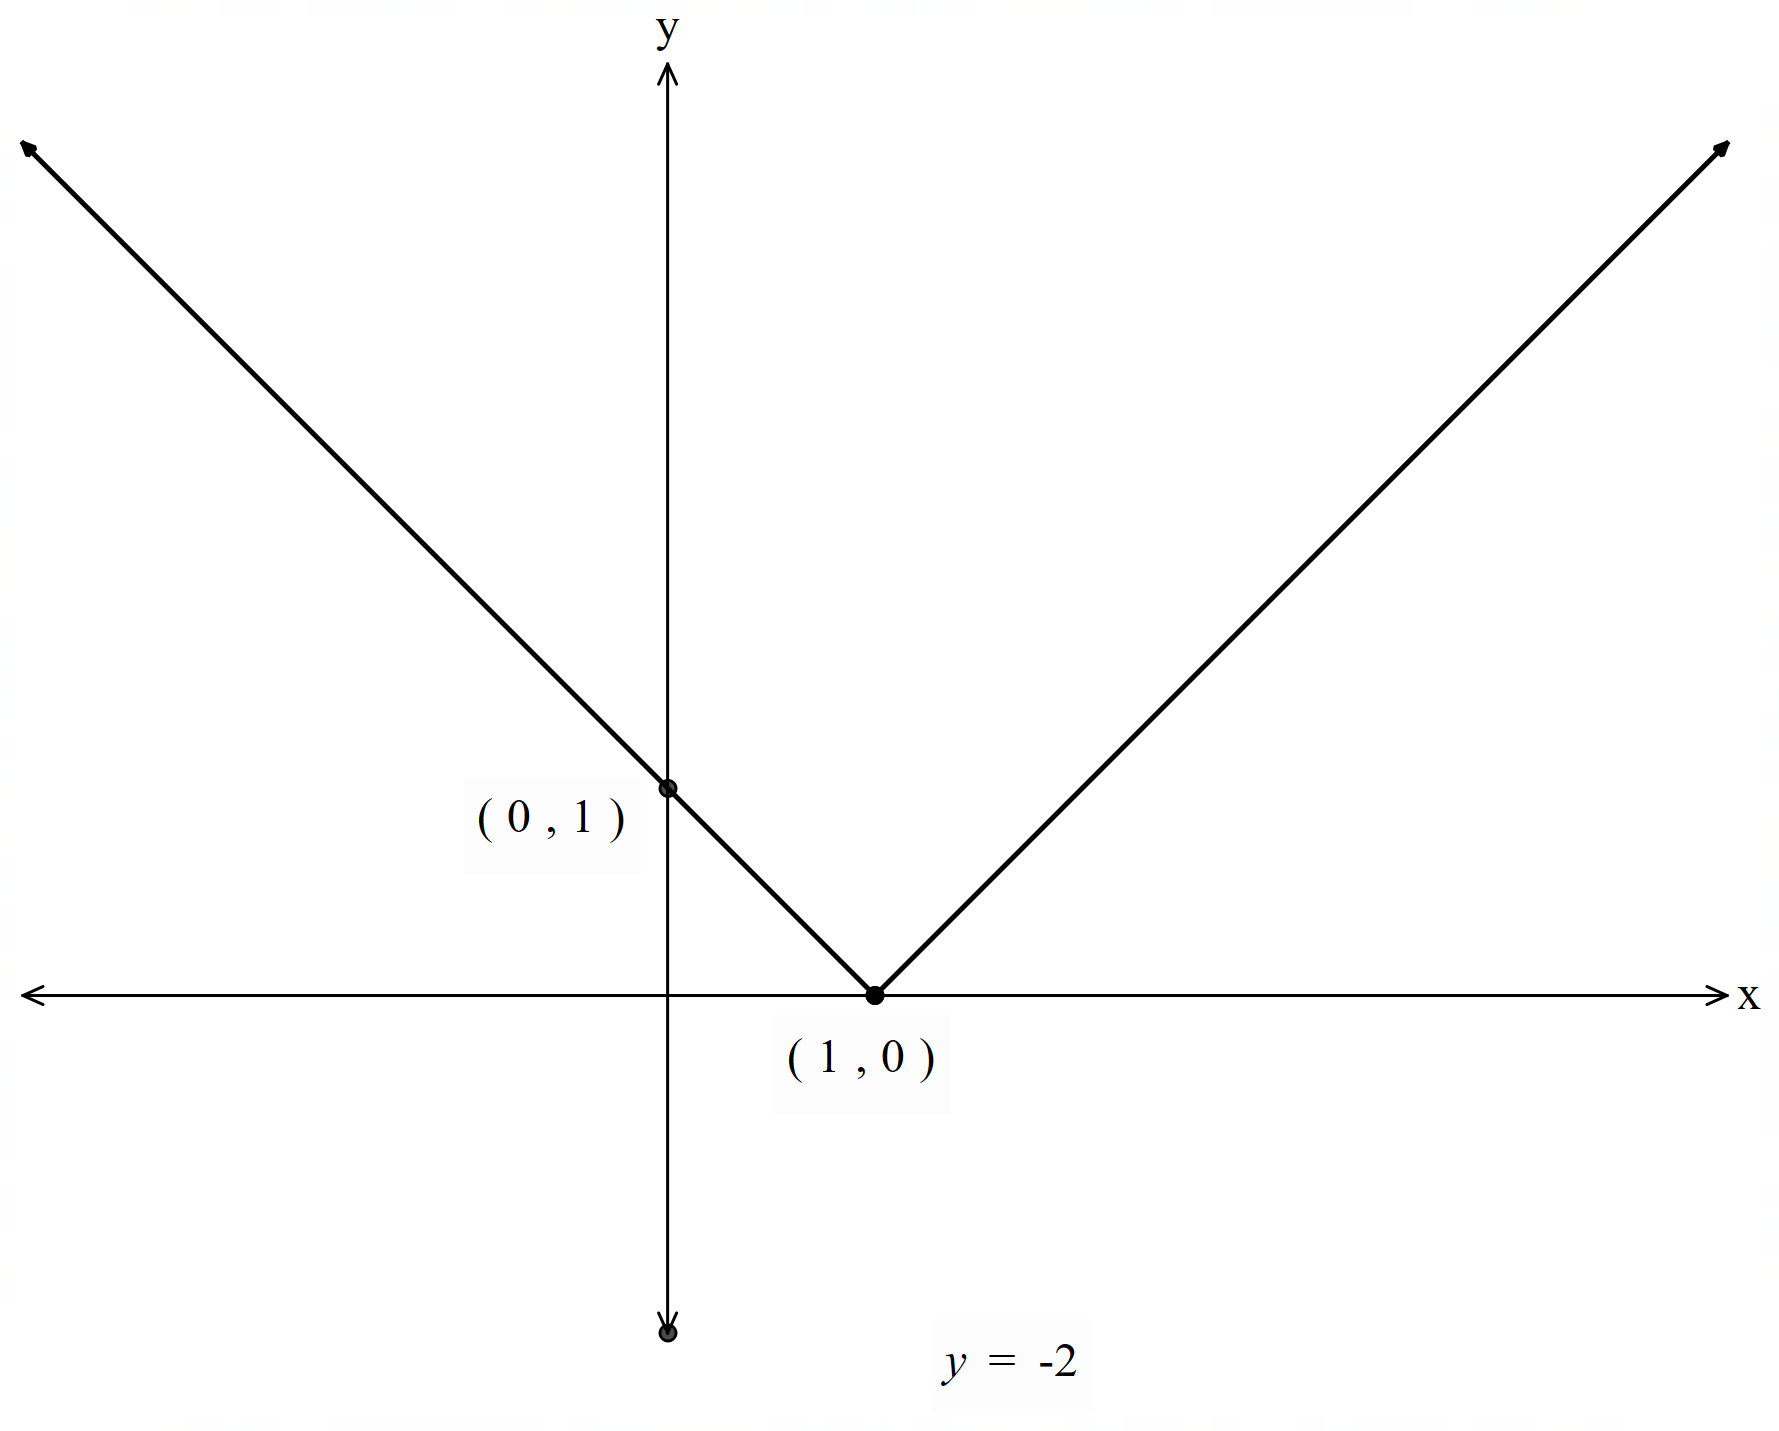 y
( 0 , 1 )
x
( 1 , 0 )
y = -2